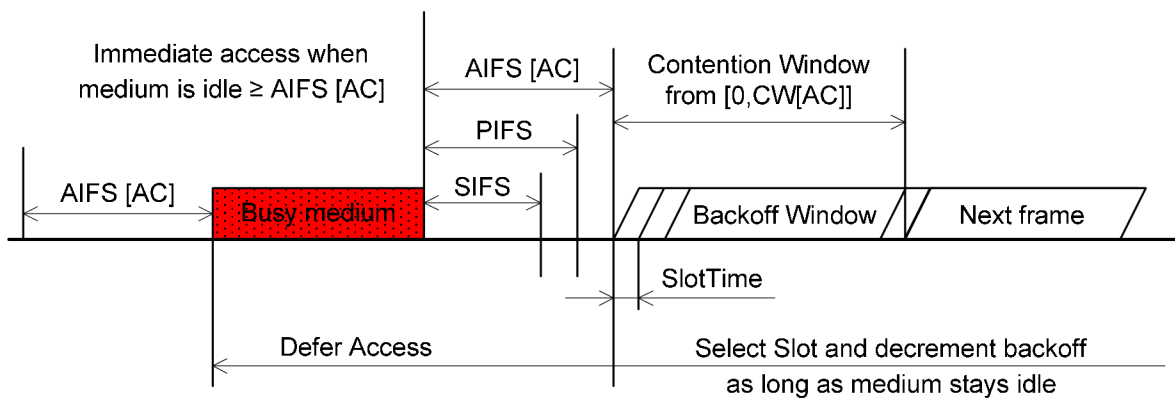 Immediate access when
medium is idle ≥ AIFS [AC]
AIFS [AC]
Contention Window
from [0,CW[AC]]
PIFS
AIFS [AC]
SIFS
Busy medium
Backoff Window
Next frame
SlotTime
Defer Access
Select Slot and decrement backoff
as long as medium stays idle